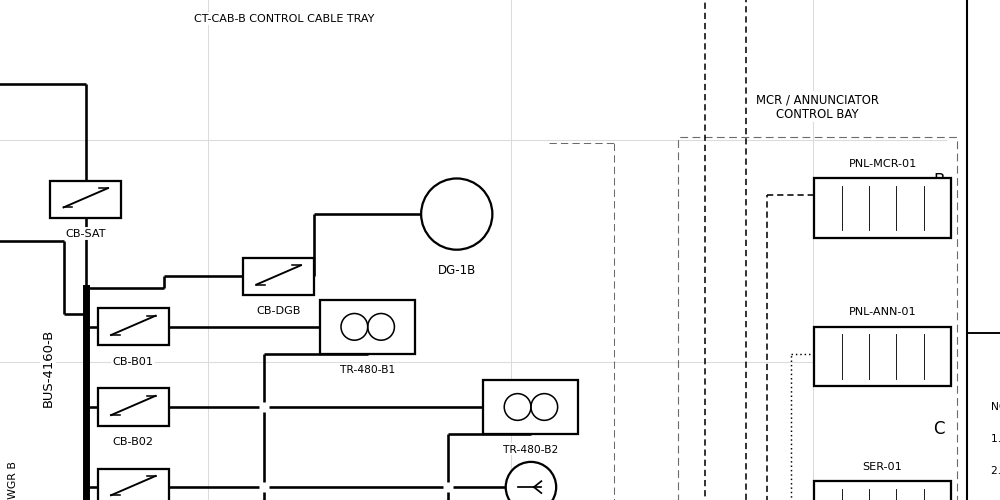 CT-CAB-B CONTROL CABLE TRAY
MCR / ANNUNCIATOR
CONTROL BAY
PNL-MCR-01
CB-SAT
DG-1B
CB-DGB
PNL-ANN-01
CB-B01
TR-480-B1
BUS-4160-B
C
CB-B02
TR-480-B2
SER-01
WGR B
1.
2.